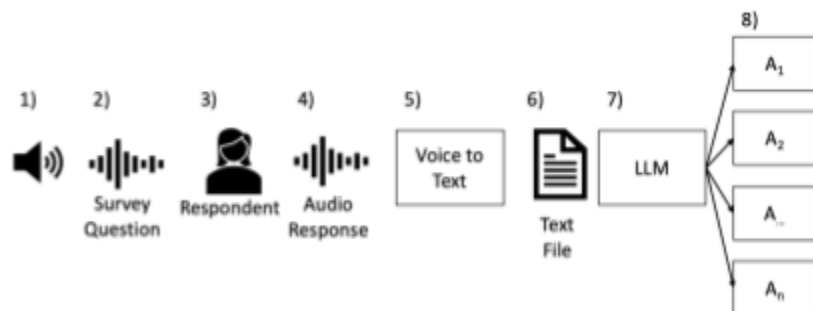 1)
2)
Survey
Question
3)
Respondent
4)
Audio
Response
5)
Voice to
Text
6)
Text
File
7)
LLM
8)
A₁
A₂
A...
Aₙ